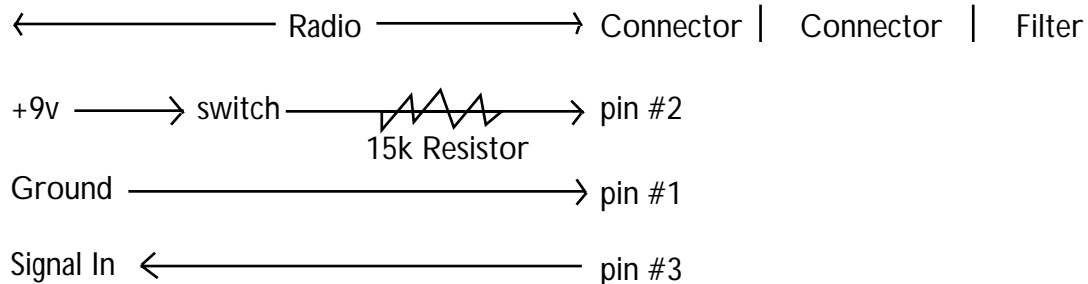 Radio Connector | Connector | Filter
+9v switch pin #2
15k Resistor
Ground pin #1
Signal In pin #3